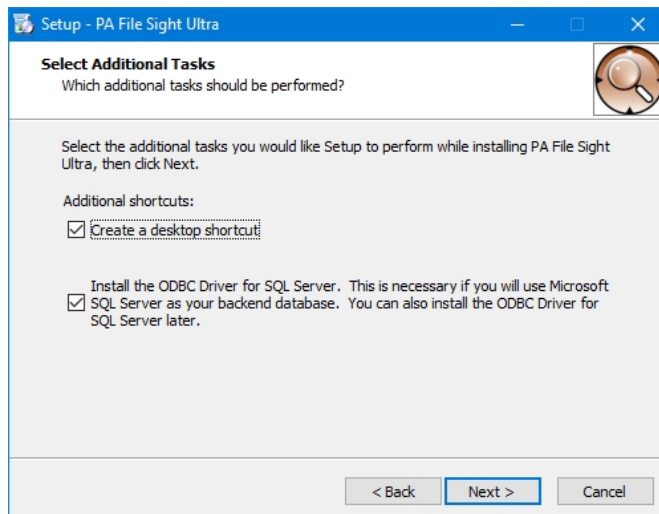 Setup - PA File Sight Ultra
Select Additional Tasks
Which additional tasks should be performed?
Select the additional tasks you would like Setup to perform while installing PA File Sight
Ultra, then click Next.
Additional shortcuts:
Create a desktop shortcut
Install the ODBC Driver for SQL Server. This is necessary if you will use Microsoft
SQL Server as your backend database. You can also install the ODBC Driver for
SQL Server later.
< Back Next > Cancel